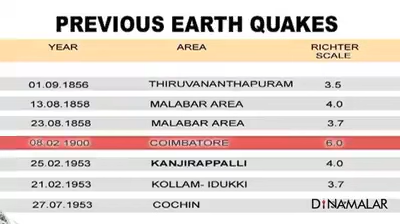 PREVIOUS EARTH QUAKES
YEAR AREA RICHTER SCALE
01.09.1856 THIRUVANANTHAPURAM 3.5
13.08.1858 MALABAR AREA 4.0
23.08.1858 MALABAR AREA 3.7
08.02.1900 COIMBATORE 6.0
25.02.1953 KANJIRAPPALLI 4.0
21.02.1953 KOLLAM- IDUKKI 3.7
27.07.1953 COCHIN
DINAMALAR